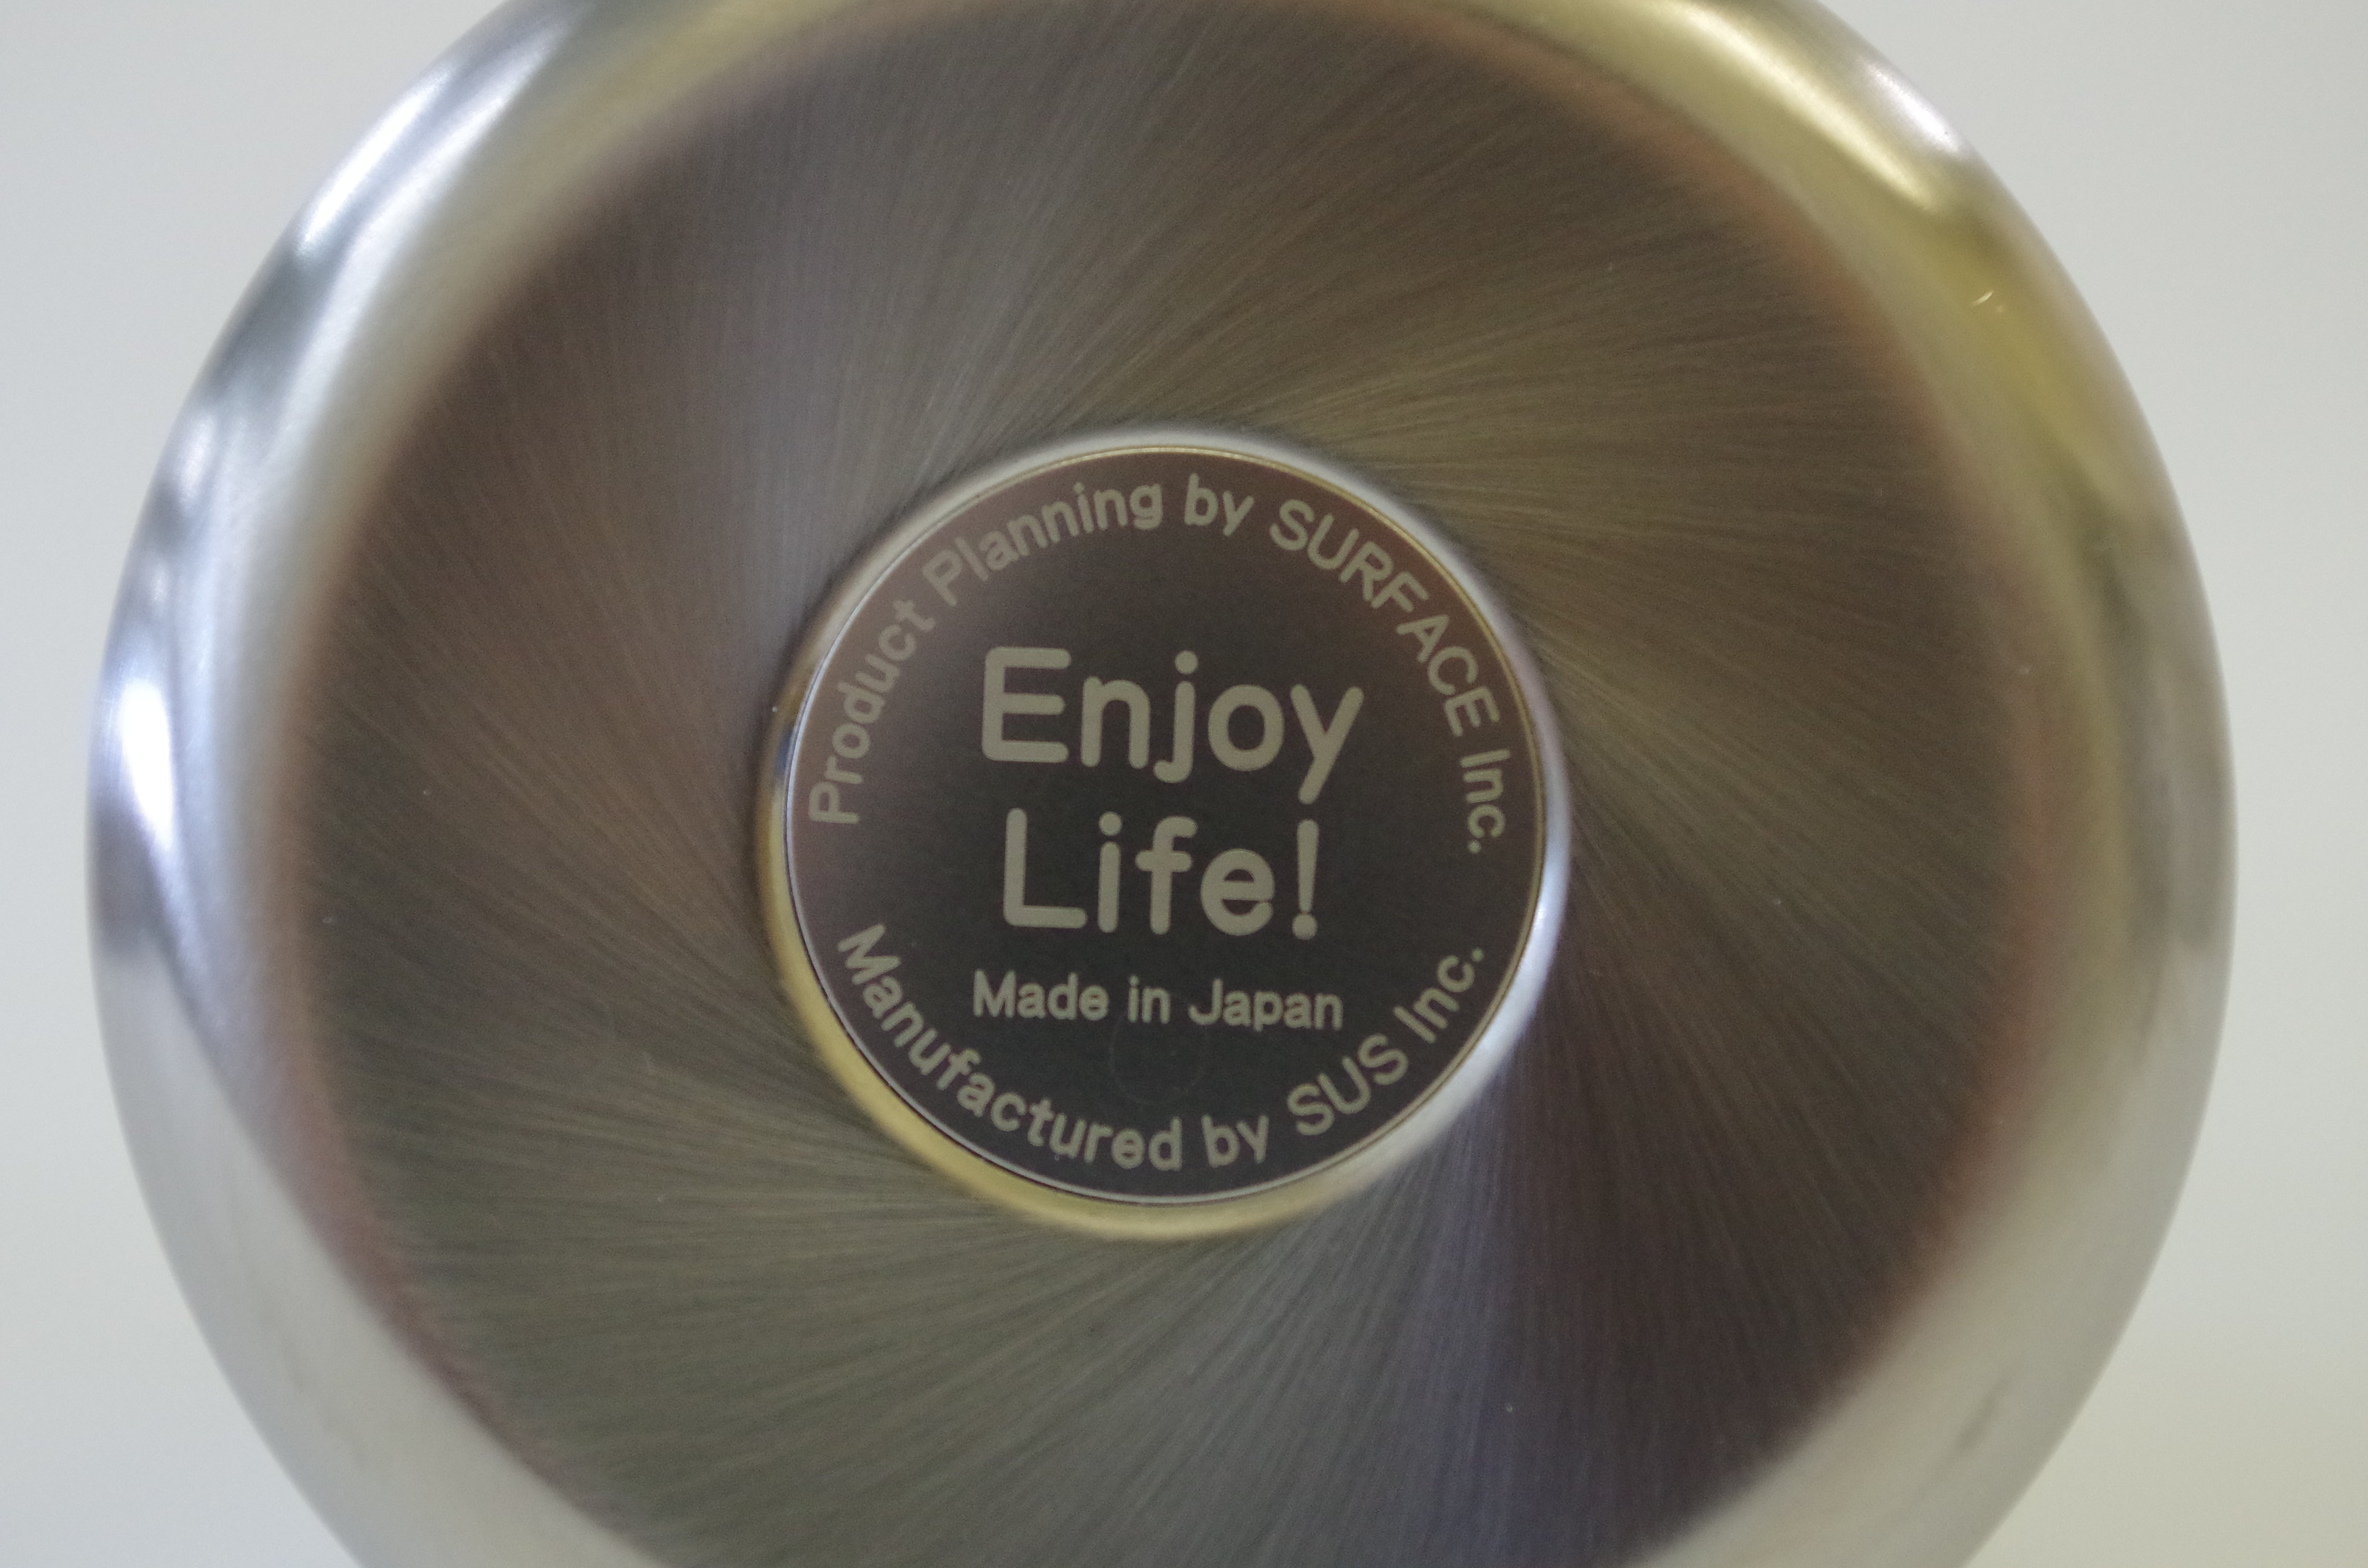 Product Planning by SURFACE Inc.
Enjoy
Life!
Made in Japan
Manufactured by SUS Inc.